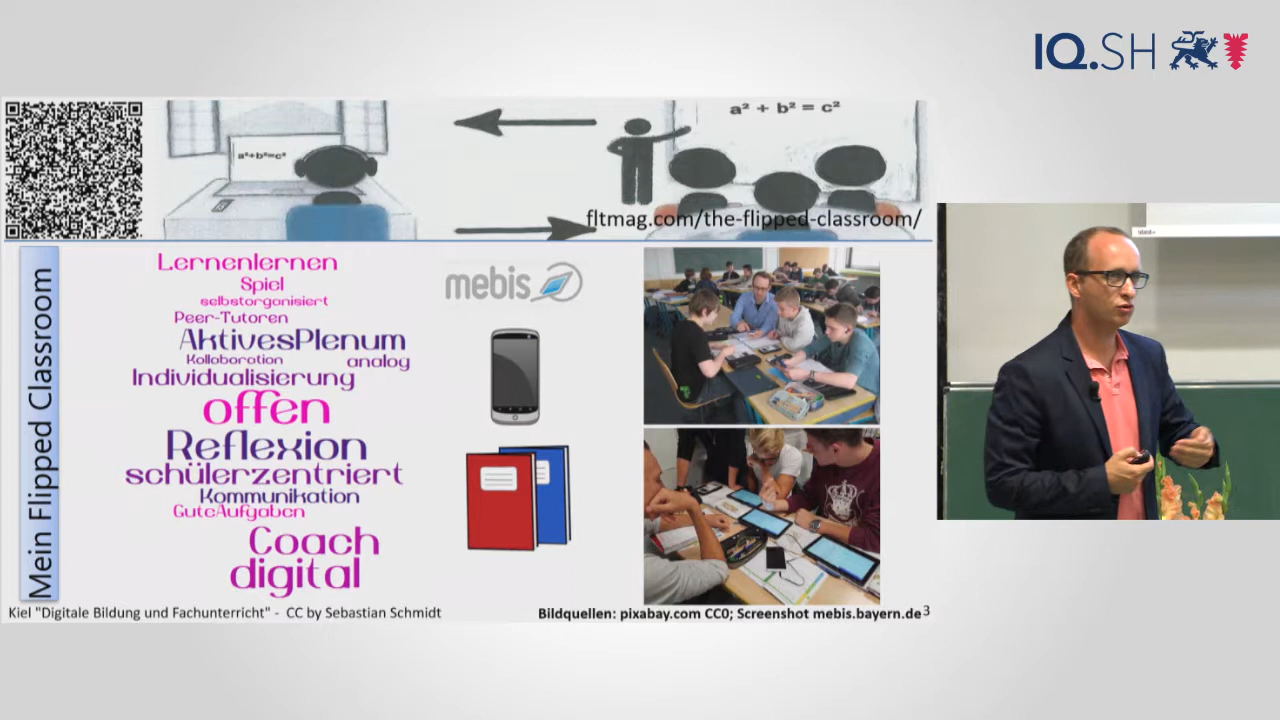 IQ.SH
a² + b² = c²
a²+b²=c²
fltmag.com/the-flipped-classroom/
Mein Flipped Classroom
Lernenlernen
Spiel
selbstorganisiert
Peer-Tutoren
AktivesPlenum
Kollaboration
analog
Individualisierung
offen
Reflexion
schülerzentriert
Kommunikation
GuteAufgaben
Coach
digital
mebis
Kiel "Digitale Bildung und Fachunterricht" - CC by Sebastian Schmidt
Bildquellen: pixabay.com CC0; Screenshot mebis.bayern.de
3